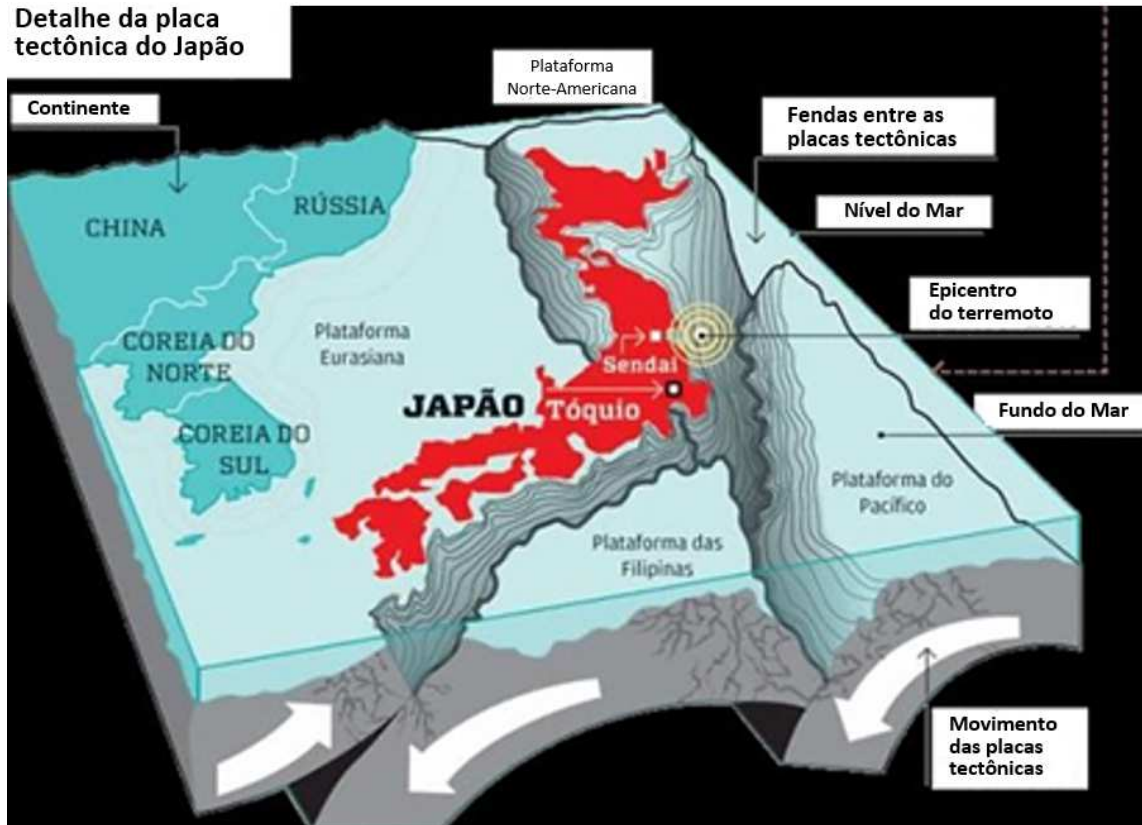 Detalhe da placa
tectônica do Japão
Plataforma
Norte-Americana
Continente
Fendas entre as
placas tectônicas
RÚSSIA
CHINA
Nível do Mar
Epicentro
do terremoto
Plataforma
Eurasiana
COREIA DO
NORTE
Sendai
JAPÃO
Tóquio
Fundo do Mar
COREIA DO
SUL
Plataforma do
Pacífico
Plataforma das
Filipinas
Movimento
das placas
tectônicas